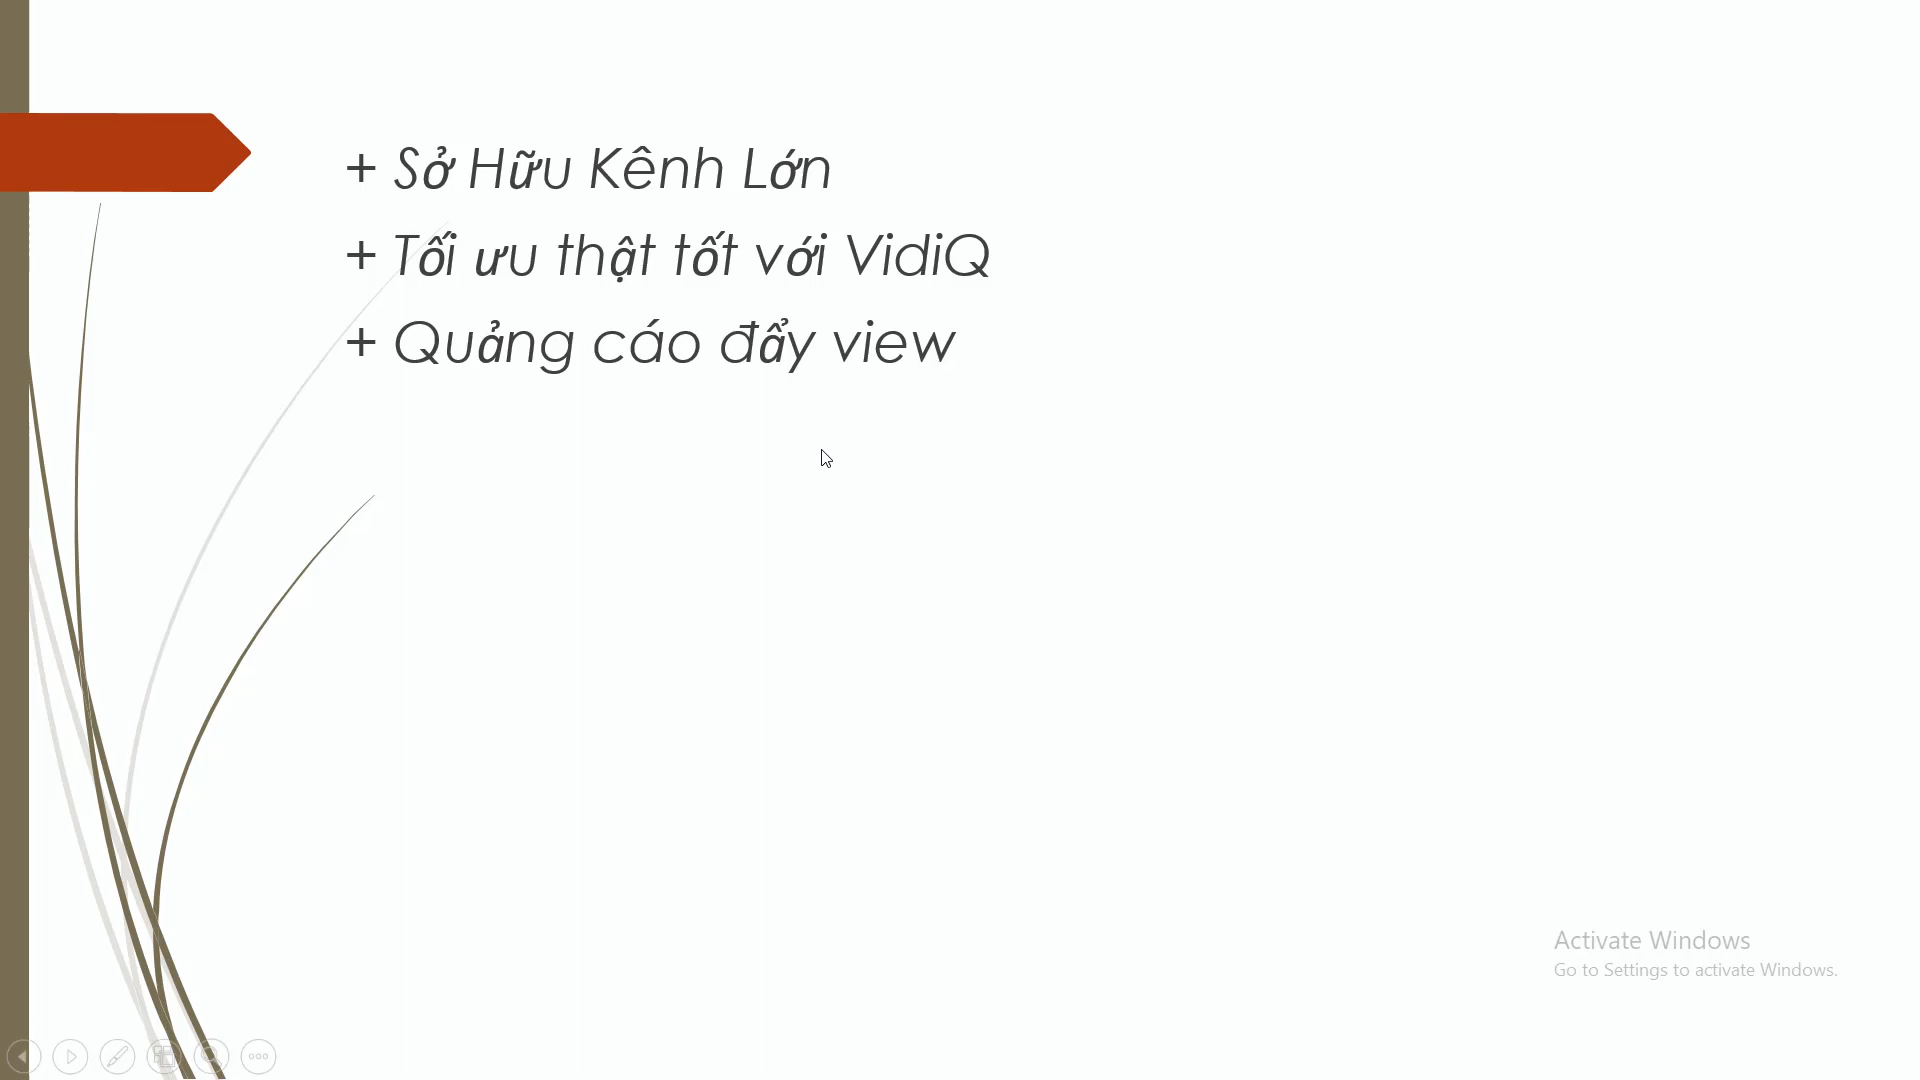 + Sở Hữu Kênh Lớn
+ Tối ưu thật tốt với VidiQ
+ Quảng cáo đẩy view
Activate Windows
Go to Settings to activate Windows.